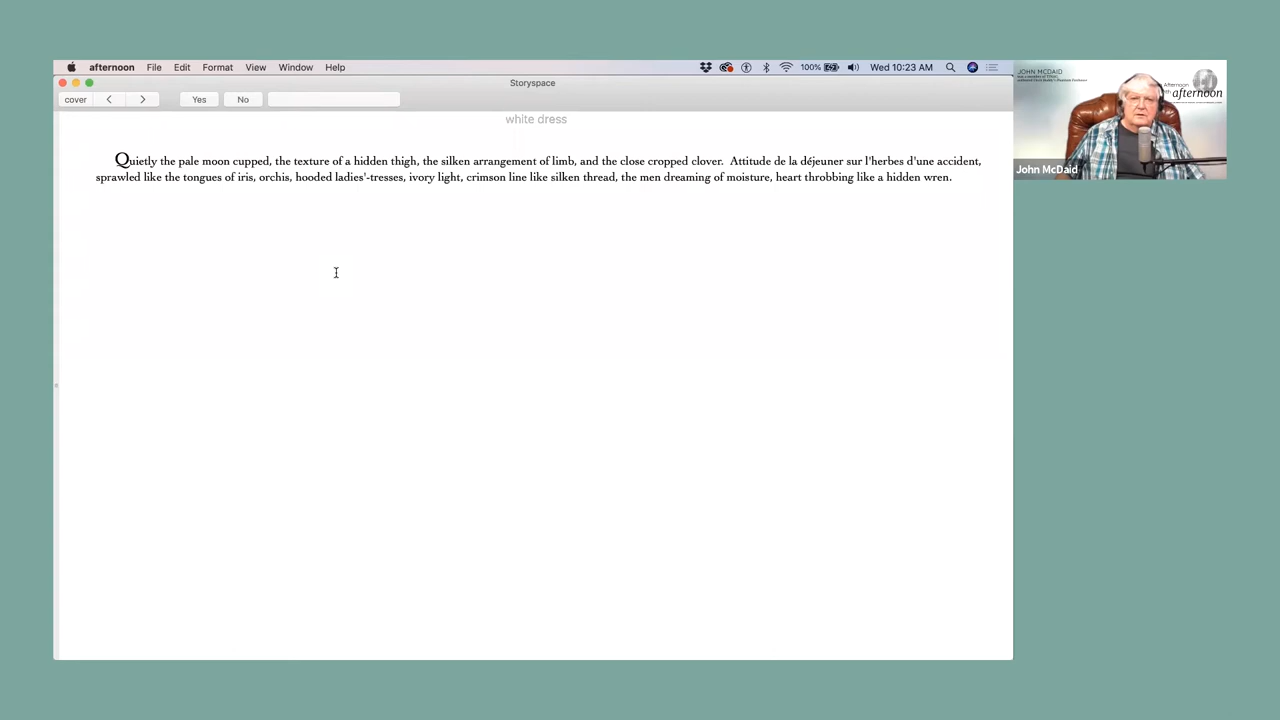 afternoon File Edit View Window Help 100% Wed 10:23 AM
Storyspace
cover Yes No
white dress
Quietly the pale moon cupped, the texture of a hidden thigh, the silken arrangement of limb, and the close cropped clover. Attitude de la déjeuner sur l'herbes d'une accident,
sprawled like the tongues of iris, orchis, hooded ladies'-tresses, ivory light, crimson line like silken thread, the men dreaming of moisture, heart throbbing like a hidden wren.
JOHN MCDAID
Afternoon
afternoon
John McDaid